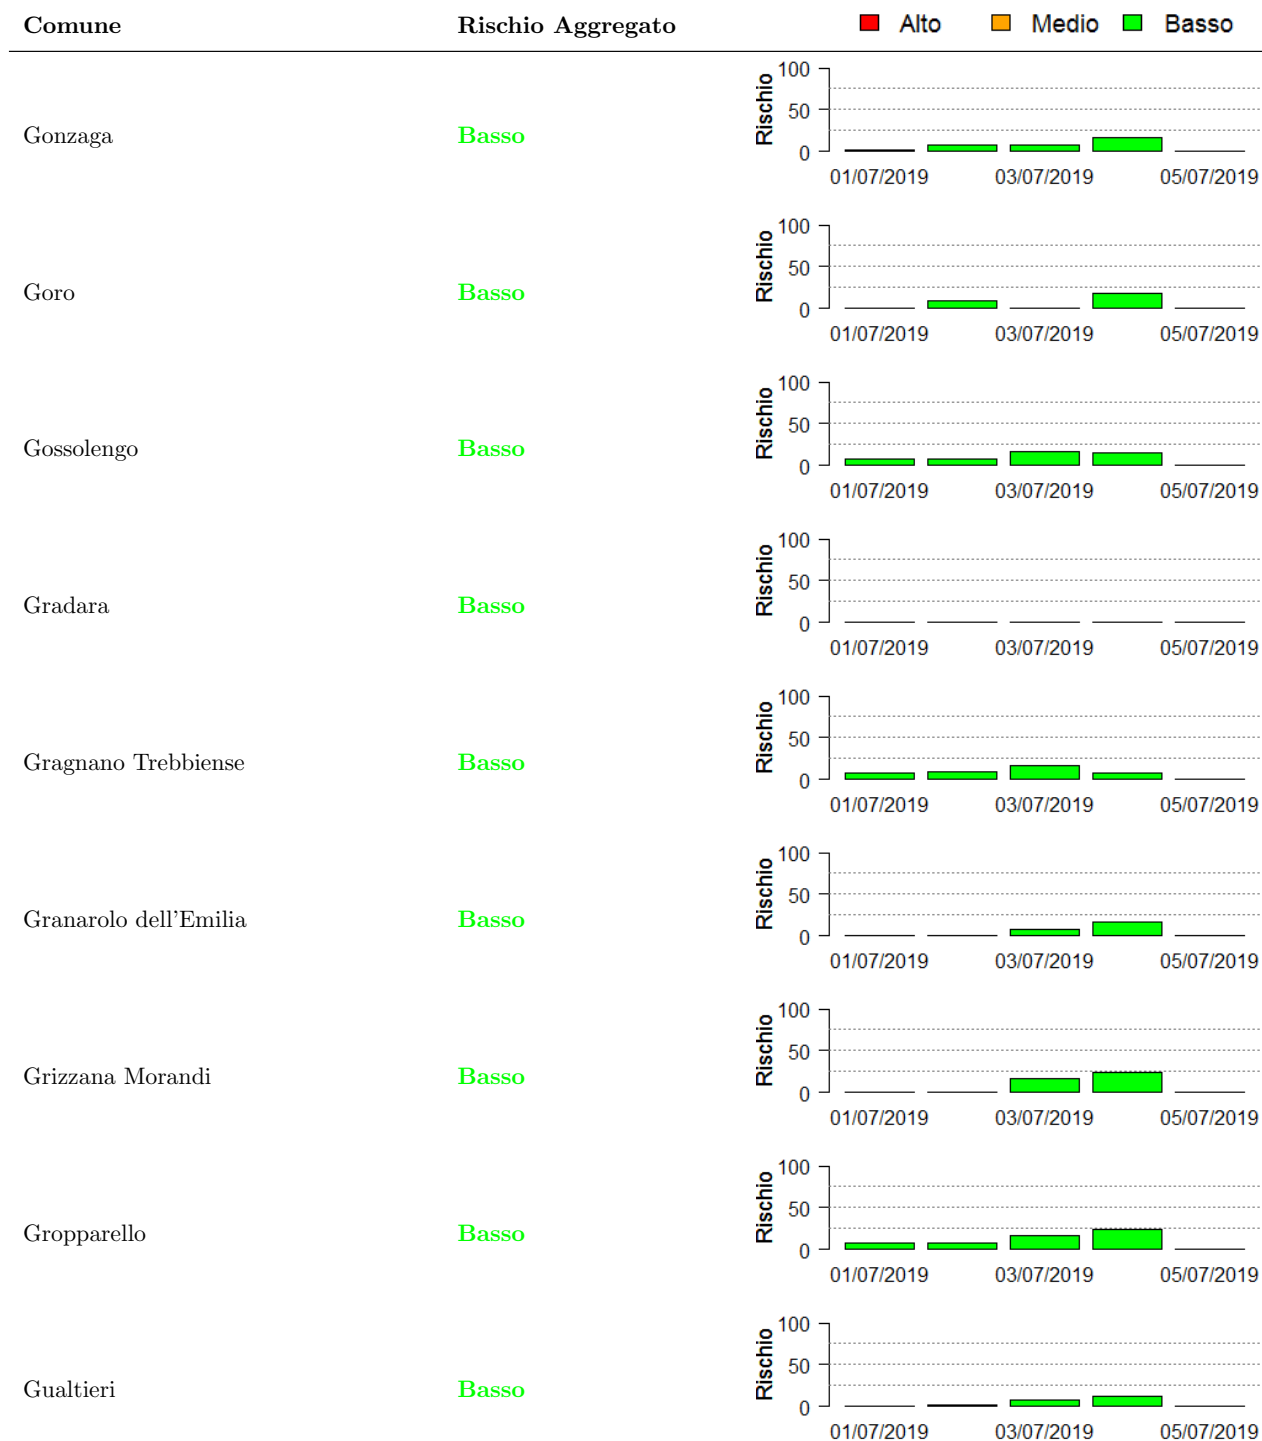 Comune Rischio Aggregato Alto Medio Basso
Gonzaga Basso Rischio 100 50 0
01/07/2019 03/07/2019 05/07/2019
Goro Basso Rischio 100 50 0
01/07/2019 03/07/2019 05/07/2019
Gossolengo Basso Rischio 100 50 0
01/07/2019 03/07/2019 05/07/2019
Gradara Basso Rischio 100 50 0
01/07/2019 03/07/2019 05/07/2019
Gragnano Trebbiense Basso Rischio 100 50 0
01/07/2019 03/07/2019 05/07/2019
Granarolo dell'Emilia Basso Rischio 100 50 0
01/07/2019 03/07/2019 05/07/2019
Grizzana Morandi Basso Rischio 100 50 0
01/07/2019 03/07/2019 05/07/2019
Gropparello Basso Rischio 100 50 0
01/07/2019 03/07/2019 05/07/2019
Gualtieri Basso Rischio 100 50 0
01/07/2019 03/07/2019 05/07/2019